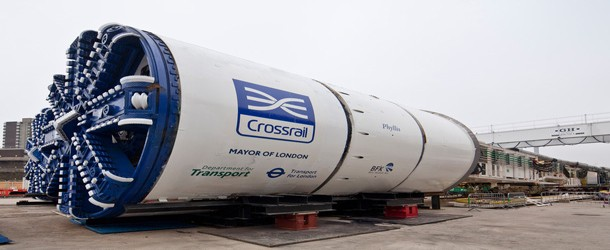 Crossrail
MAYOR OF LONDON
Department for
Transport
Transport
for London
Phyllis
BFK